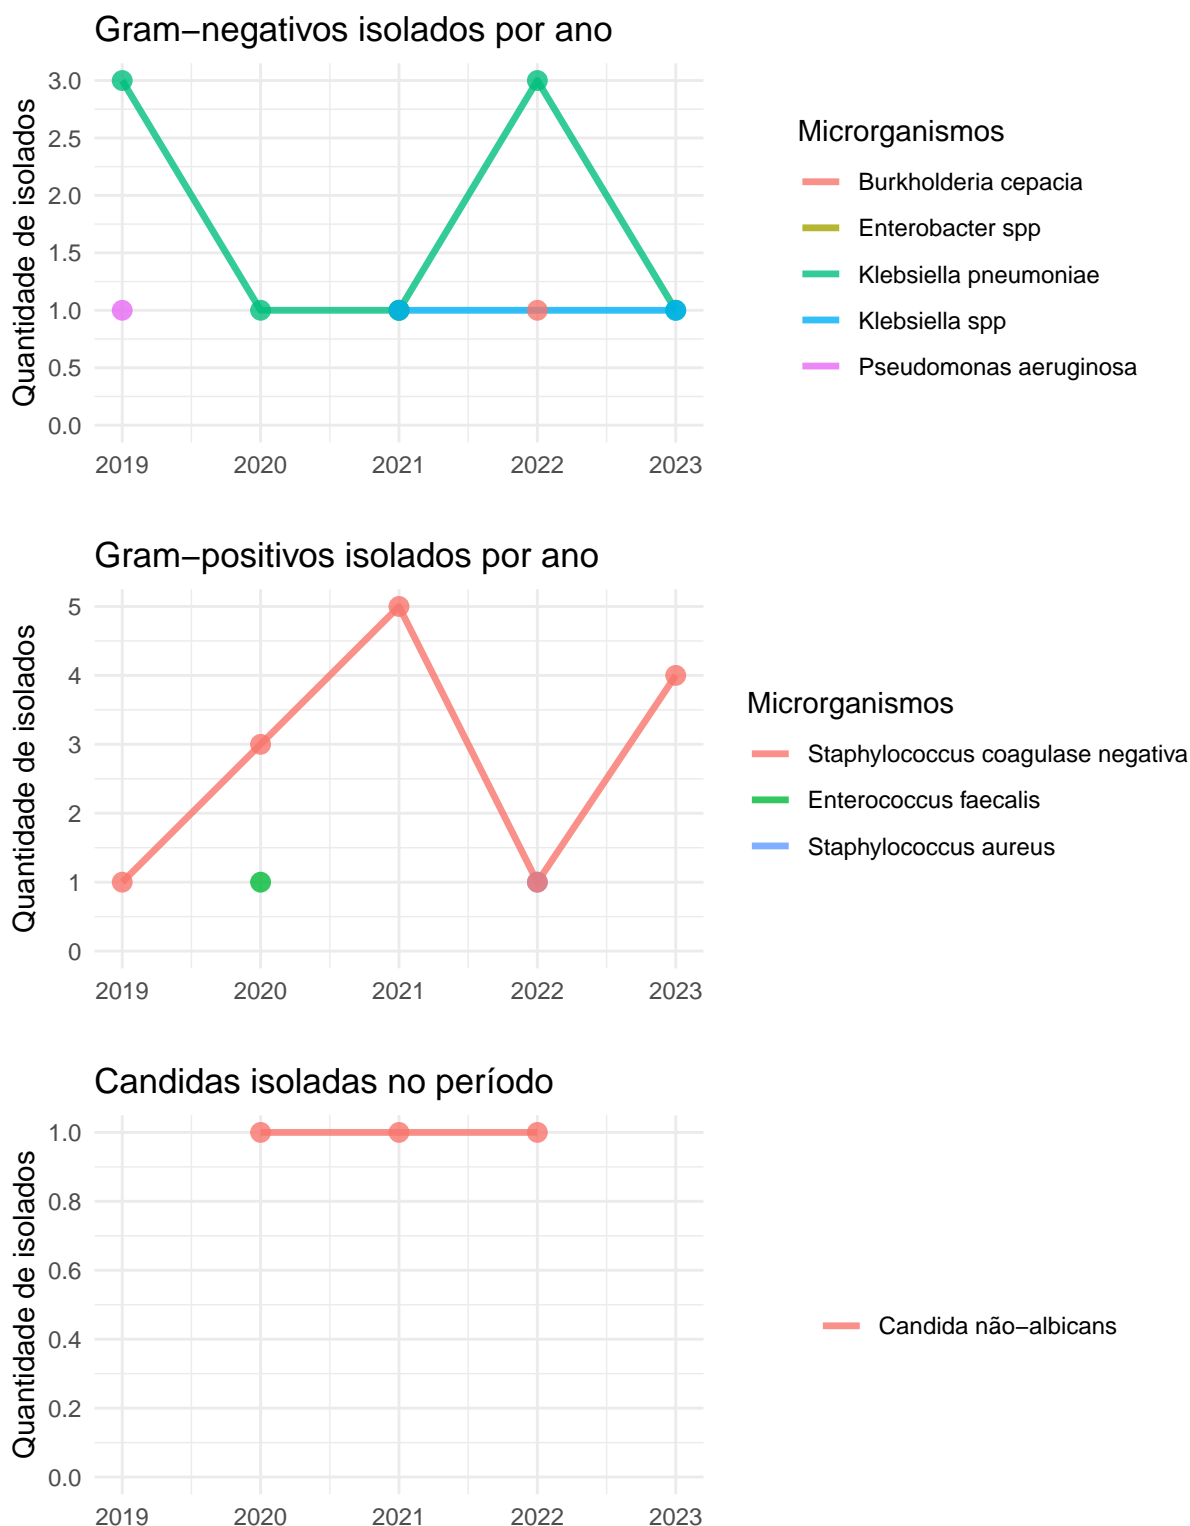 Gram−negativos isolados por ano
Quantidade de isolados
3.0
2.5
2.0
1.5
1.0
0.5
0.0
2019 2020 2021 2022 2023
Microrganismos
Burkholderia cepacia
Enterobacter spp
Klebsiella pneumoniae
Klebsiella spp
Pseudomonas aeruginosa
Gram−positivos isolados por ano
Quantidade de isolados
5
4
3
2
1
0
2019 2020 2021 2022 2023
Microrganismos
Staphylococcus coagulase negativa
Enterococcus faecalis
Staphylococcus aureus
Candidas isoladas no período
Quantidade de isolados
1.0
0.8
0.6
0.4
0.2
0.0
2019 2020 2021 2022 2023
Candida não−albicans